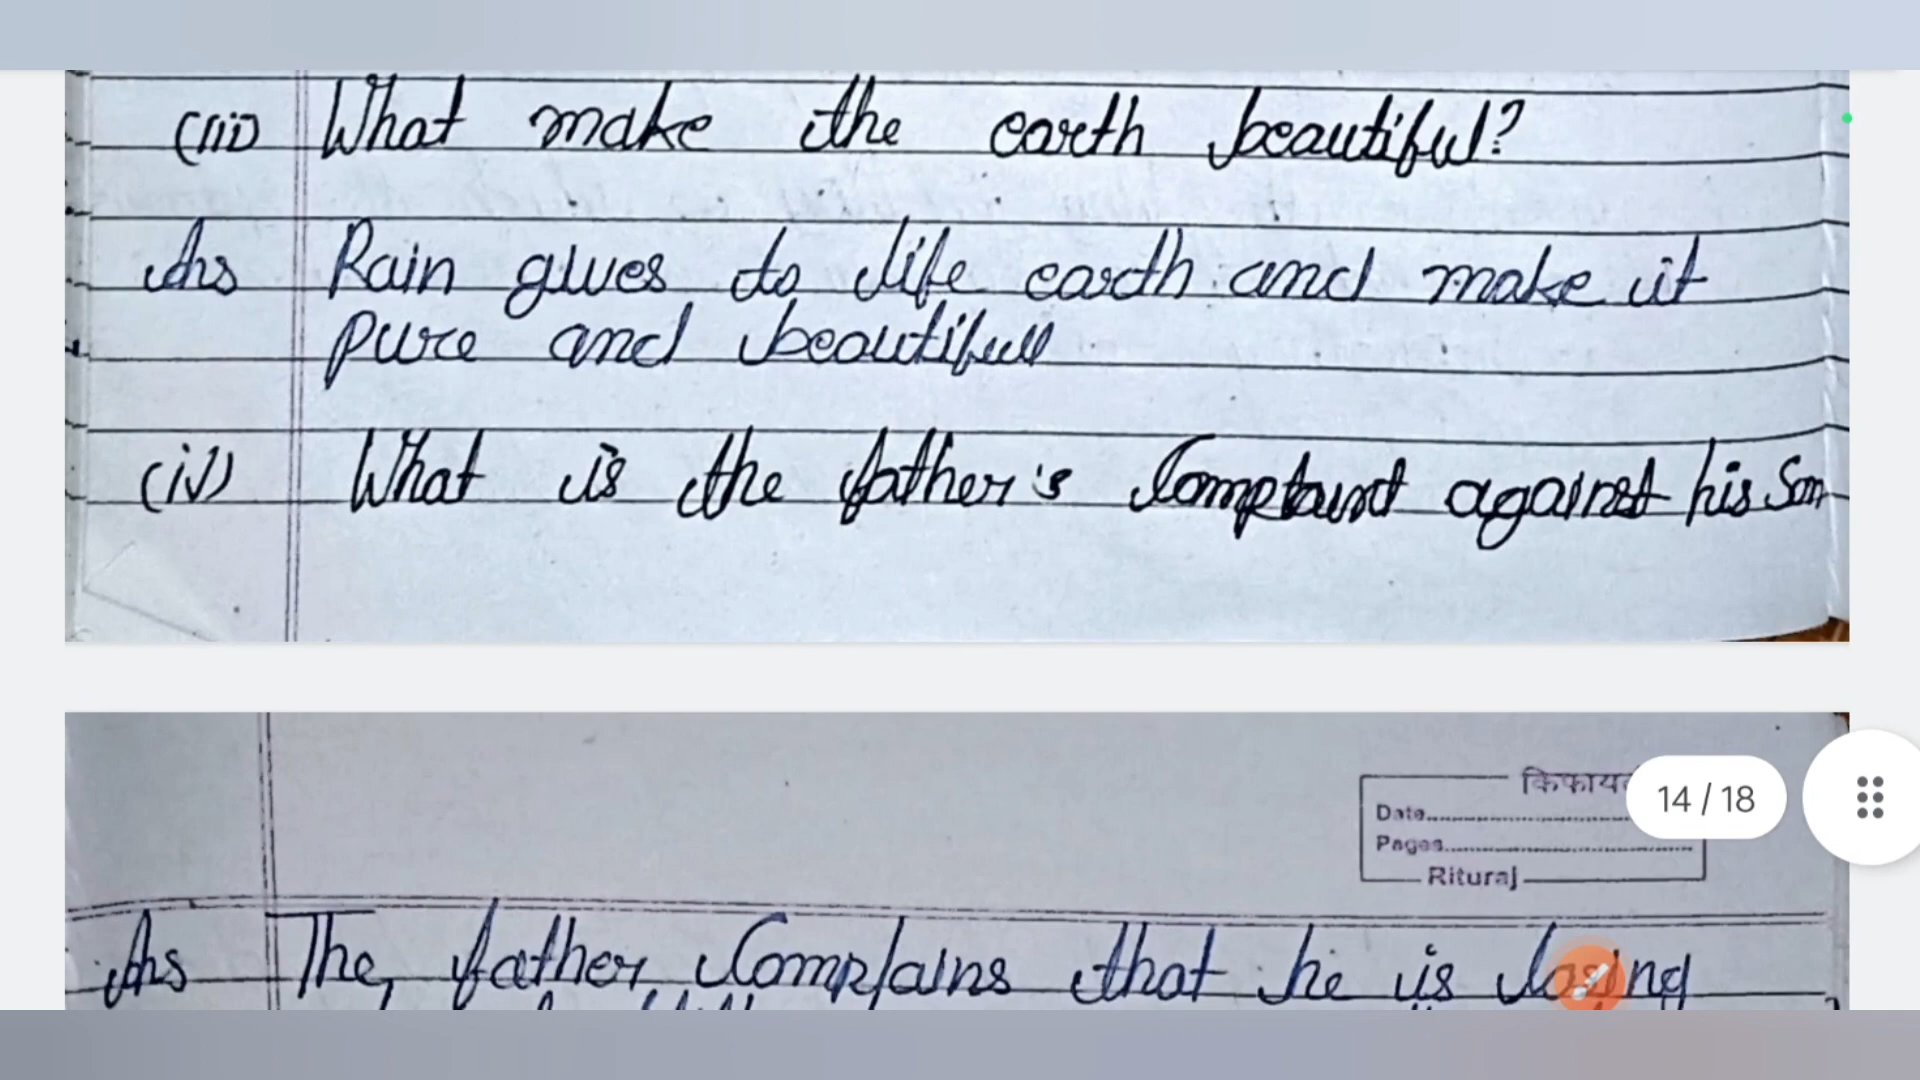 (iii) What make the earth beautiful?
Ans Rain gives to life earth and make it
pure and beautifull
(iv) What is the father's Complaint against his Son
14 / 18
Date
Pages
Rituraj
Ans The father Complains that he is